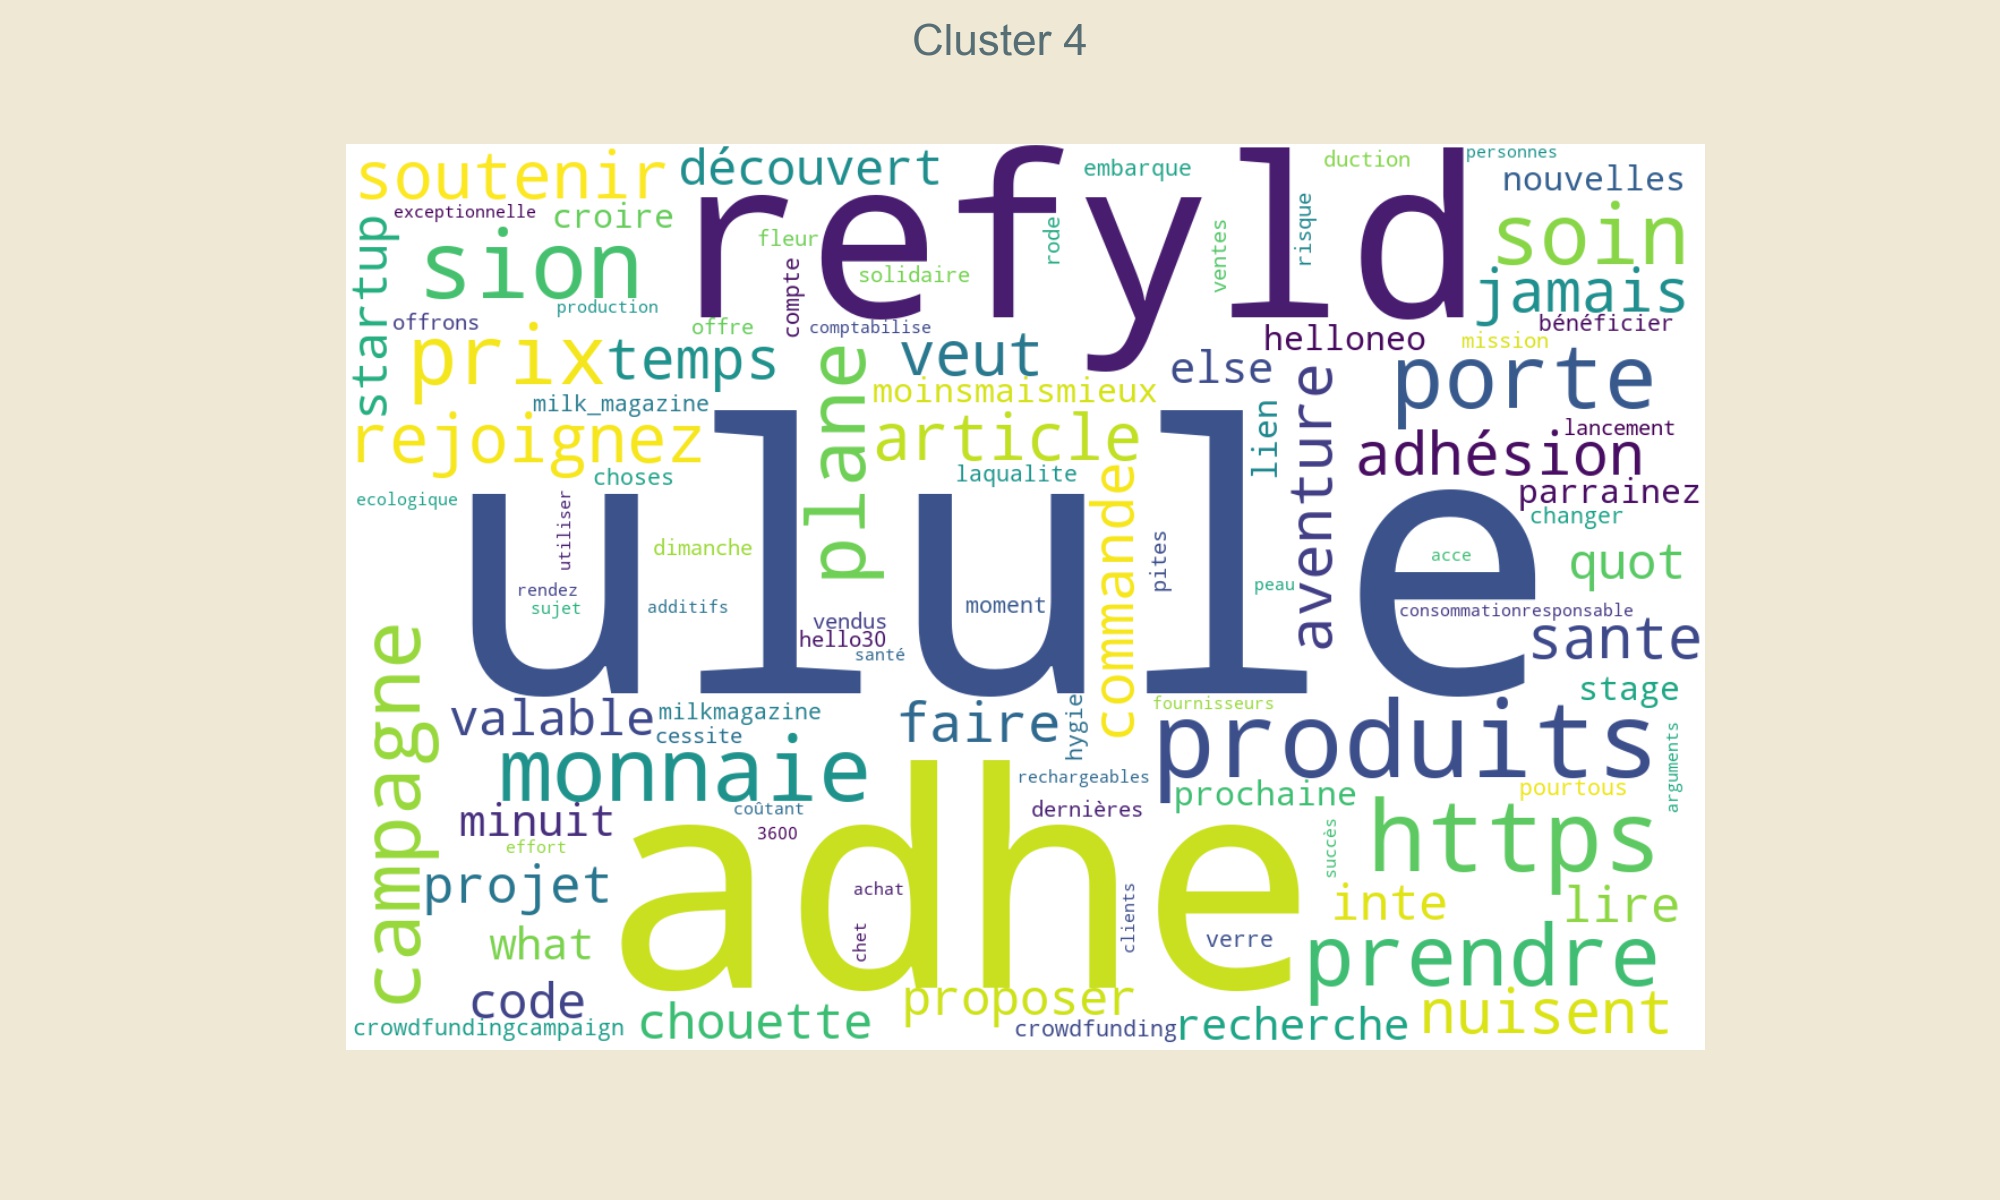 Cluster 4
soutenir
découvert
refyld
embarque
duction
personnes
nouvelles
exceptionnelle
croire
startup
sion
fleur
compte
solidaire
rode
ventes
risque
soin
jamais
production
offrons
offre
comptabilise
helloneo
bénéficier
mission
prix
temps
plane
veut
else
aventure
porte
moinsmaismieux
milk_magazine
rejoignez
article
lien
adhésion
lancement
choses
laqualite
commande
parrainez
ecologique
ulule
utiliser
dimanche
pites
changer
acce
quot
rendez
sujet
additifs
moment
peau
consommationresponsable
vendus
hello30
santé
sante
campagne
valable
milkmagazine
cessite
faire
hygie
fournisseurs
stage
produits
arguments
monnaie
rechargeables
prochaine
pourtous
minuit
coûtant
3600
dernières
https
effort
adhe
succès
projet
achat
clients
inte
lire
what
chet
verre
prendre
code
proposer
nuisent
crowdfundingcampaign
chouette
crowdfunding
recherche